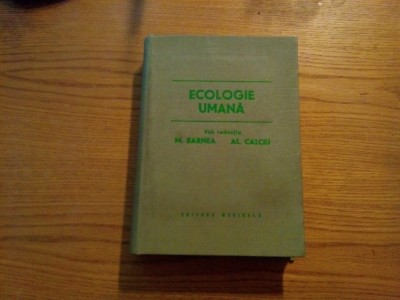 ECOLOGIE
UMANĂ
Sub redacția
M. BARNEA AL. CALCIU
EDITURA MEDICALĂ